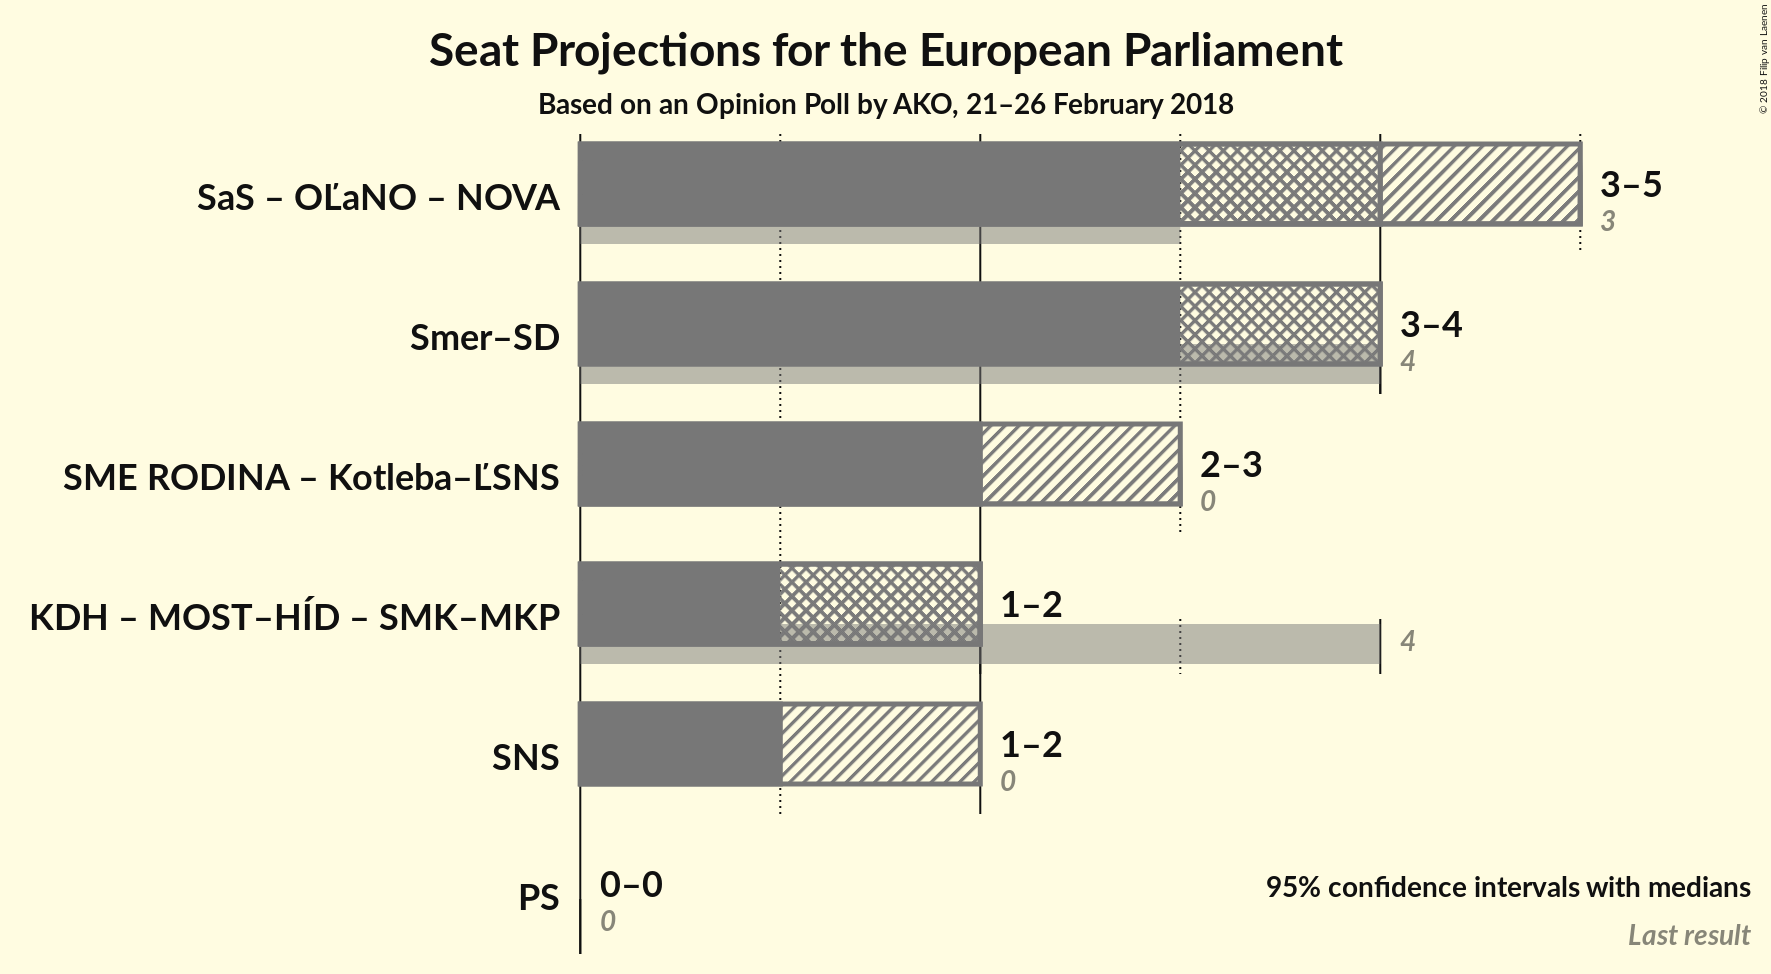 Seat Projections for the European Parliament
Based on an Opinion Poll by AKO, 21–26 February 2018
© 2018 Filip van Laenen
SaS – OĽaNO – NOVA
3–5
3
Smer–SD
3–4
4
SME RODINA – Kotleba–ĽSNS
2–3
0
KDH – MOST–HÍD – SMK–MKP
1–2
4
SNS
1–2
0
PS
0–0
0
95% confidence intervals with medians
Last result